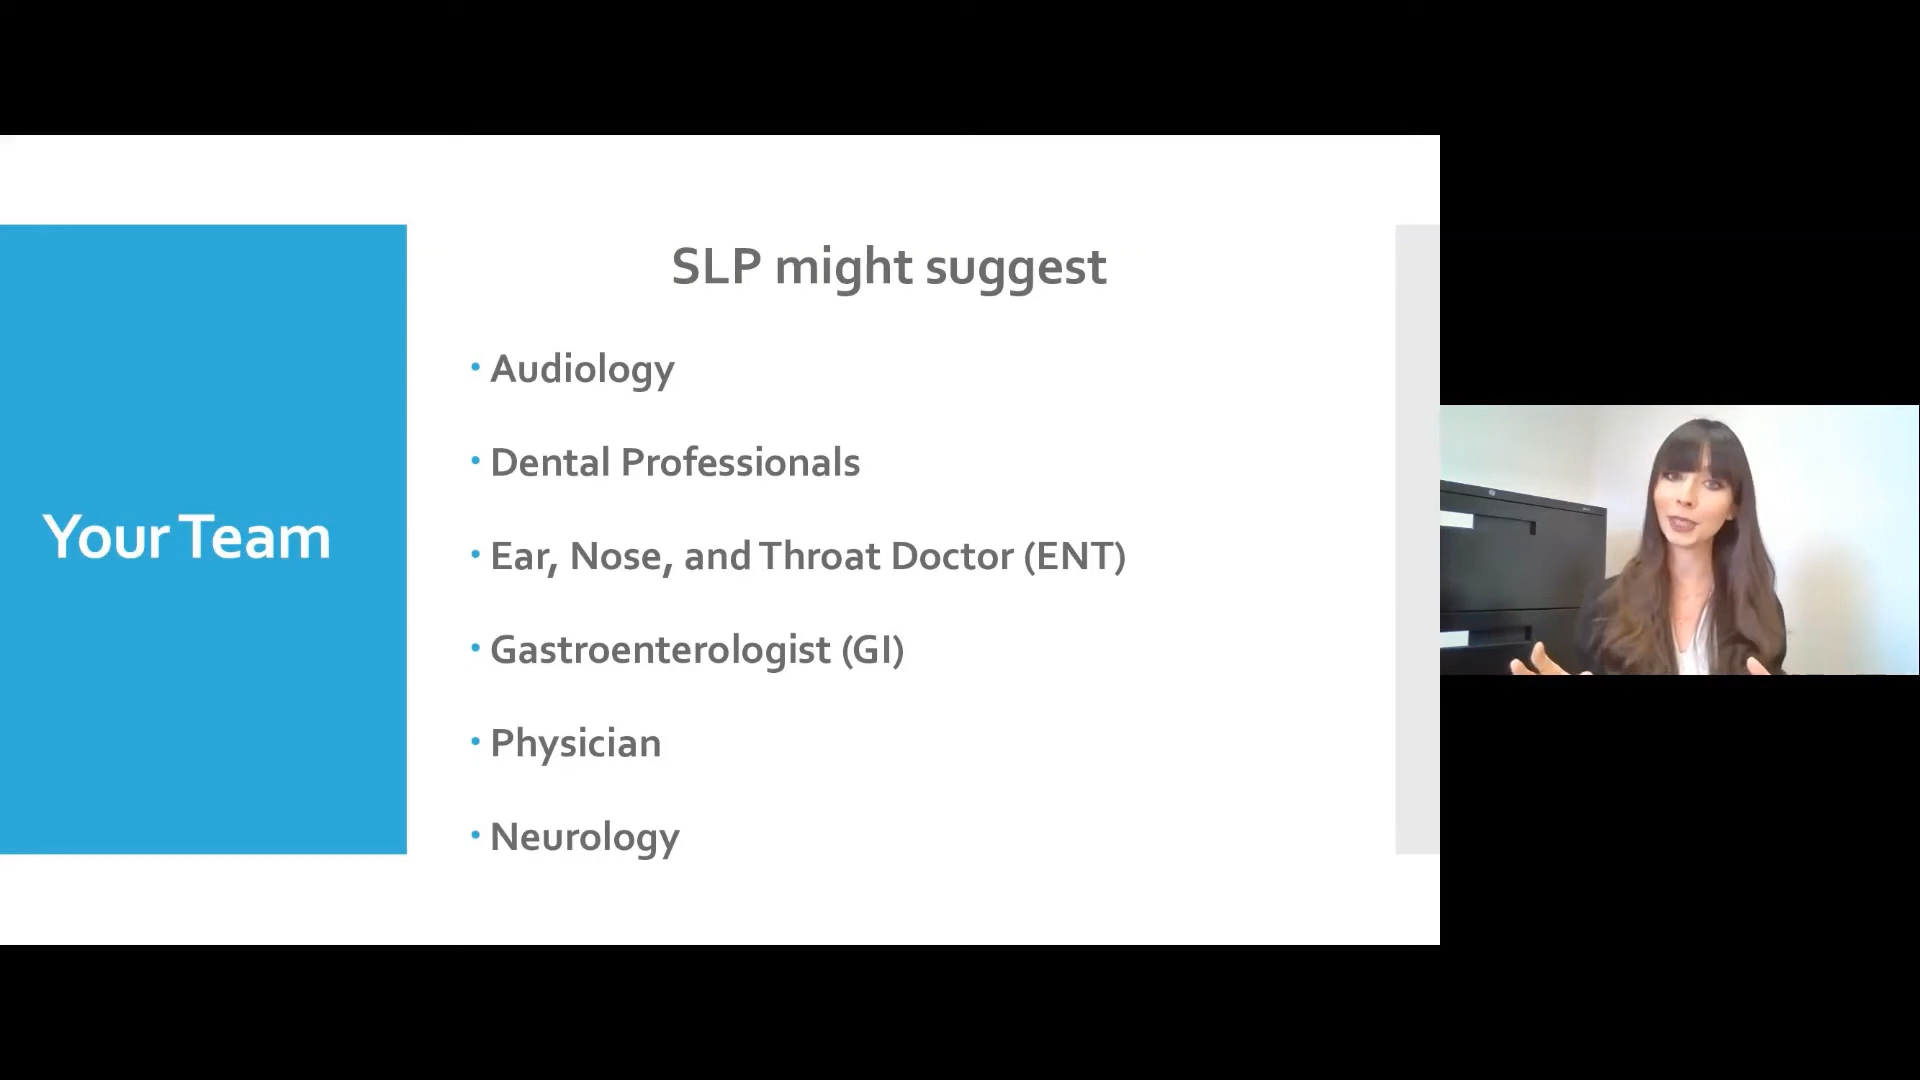 Your Team
SLP might suggest
• Audiology
• Dental Professionals
• Ear, Nose, and Throat Doctor (ENT)
• Gastroenterologist (GI)
• Physician
• Neurology